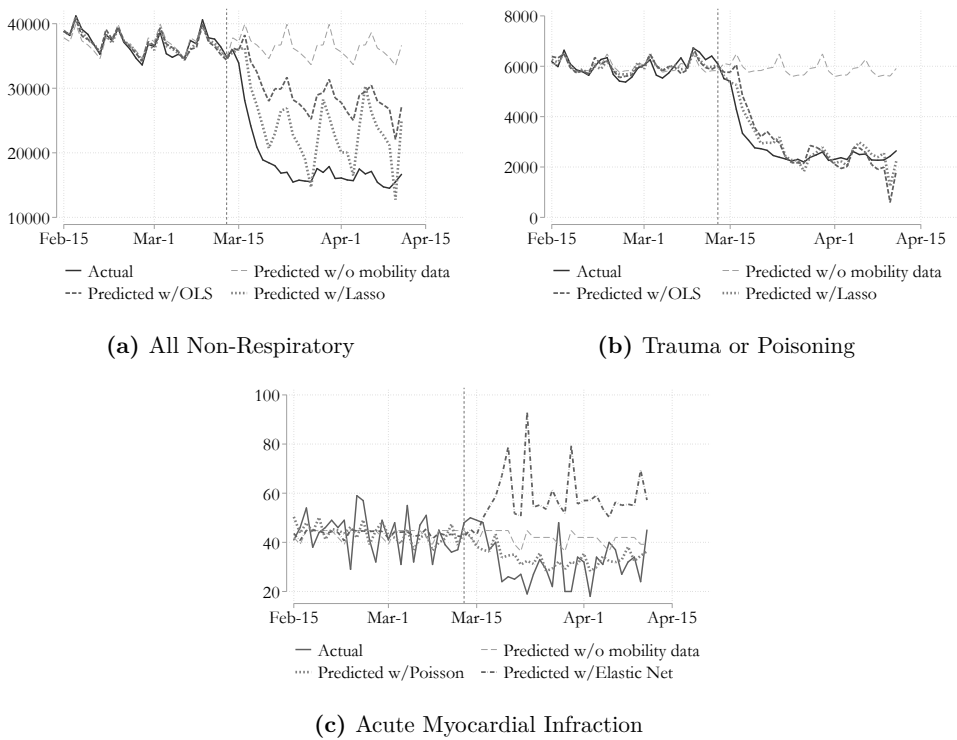 40000
30000
20000
10000
Feb-15 Mar-1 Mar-15 Apr-1 Apr-15
Actual Predicted w/o mobility data
Predicted w/OLS Predicted w/Lasso
(a) All Non-Respiratory
8000
6000
4000
2000
0
Feb-15 Mar-1 Mar-15 Apr-1 Apr-15
Actual Predicted w/o mobility data
Predicted w/OLS Predicted w/Lasso
(b) Trauma or Poisoning
100
80
60
40
20
Feb-15 Mar-1 Mar-15 Apr-1 Apr-15
Actual Predicted w/o mobility data
Predicted w/Poisson Predicted w/Elastic Net
(c) Acute Myocardial Infraction